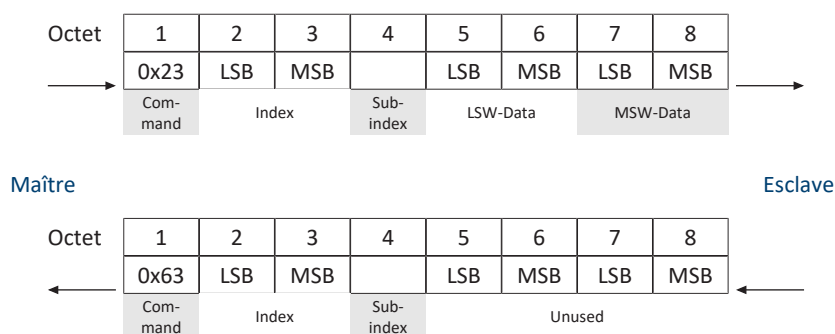 Octet 1 2 3 4 5 6 7 8
0x23 LSB MSB LSB MSB LSB MSB
Com-
mand Index Sub-
index LSW-Data MSW-Data
Maître Esclave
Octet 1 2 3 4 5 6 7 8
0x63 LSB MSB LSB MSB LSB MSB
Com-
mand Index Sub-
index Unused